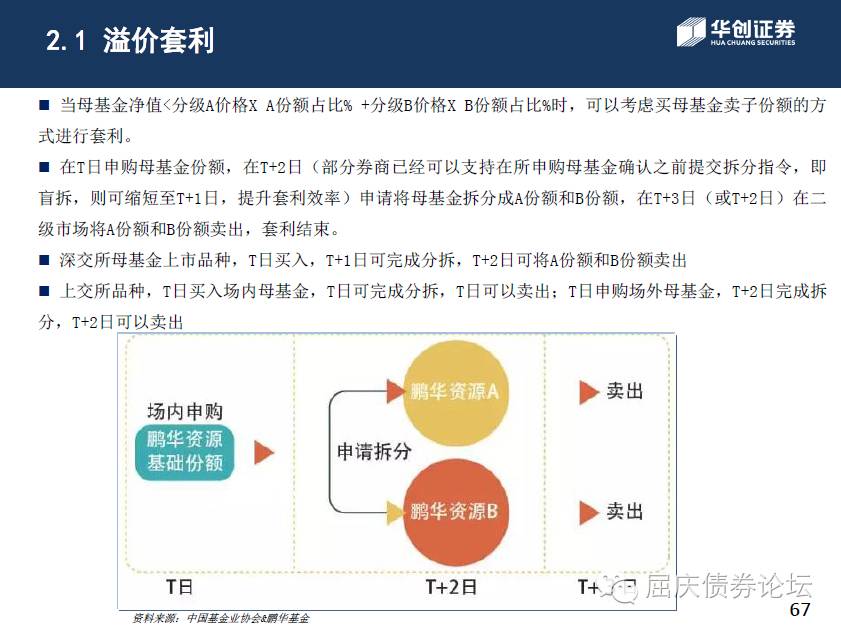 2.1 溢价套利
华创证券
HUA CHUANG SECURITIES
■ 当母基金净值<分级A价格X A份额占比% +分级B价格X B份额占比%时，可以考虑买母基金卖子份额的方
式进行套利。
■ 在T日申购母基金份额，在T+2日（部分券商已经可以支持在所申购母基金确认之前提交拆分指令，即
盲拆，则可缩短至T+1日，提升套利效率）申请将母基金拆分成A份额和B份额，在T+3日（或T+2日）在二
级市场将A份额和B份额卖出，套利结束。
■ 深交所母基金上市品种，T日买入，T+1日可完成分拆，T+2日可将A份额和B份额卖出
■ 上交所品种，T日买入场内母基金，T日可完成分拆，T日可以卖出；T日申购场外母基金，T+2日完成拆
分，T+2日可以卖出
场内申购
鹏华资源
基础份额
申请拆分
鹏华资源A
鹏华资源B
卖出
卖出
T日
T+2日
屈庆债券论坛
67
资料来源：中国基金业协会&鹏华基金